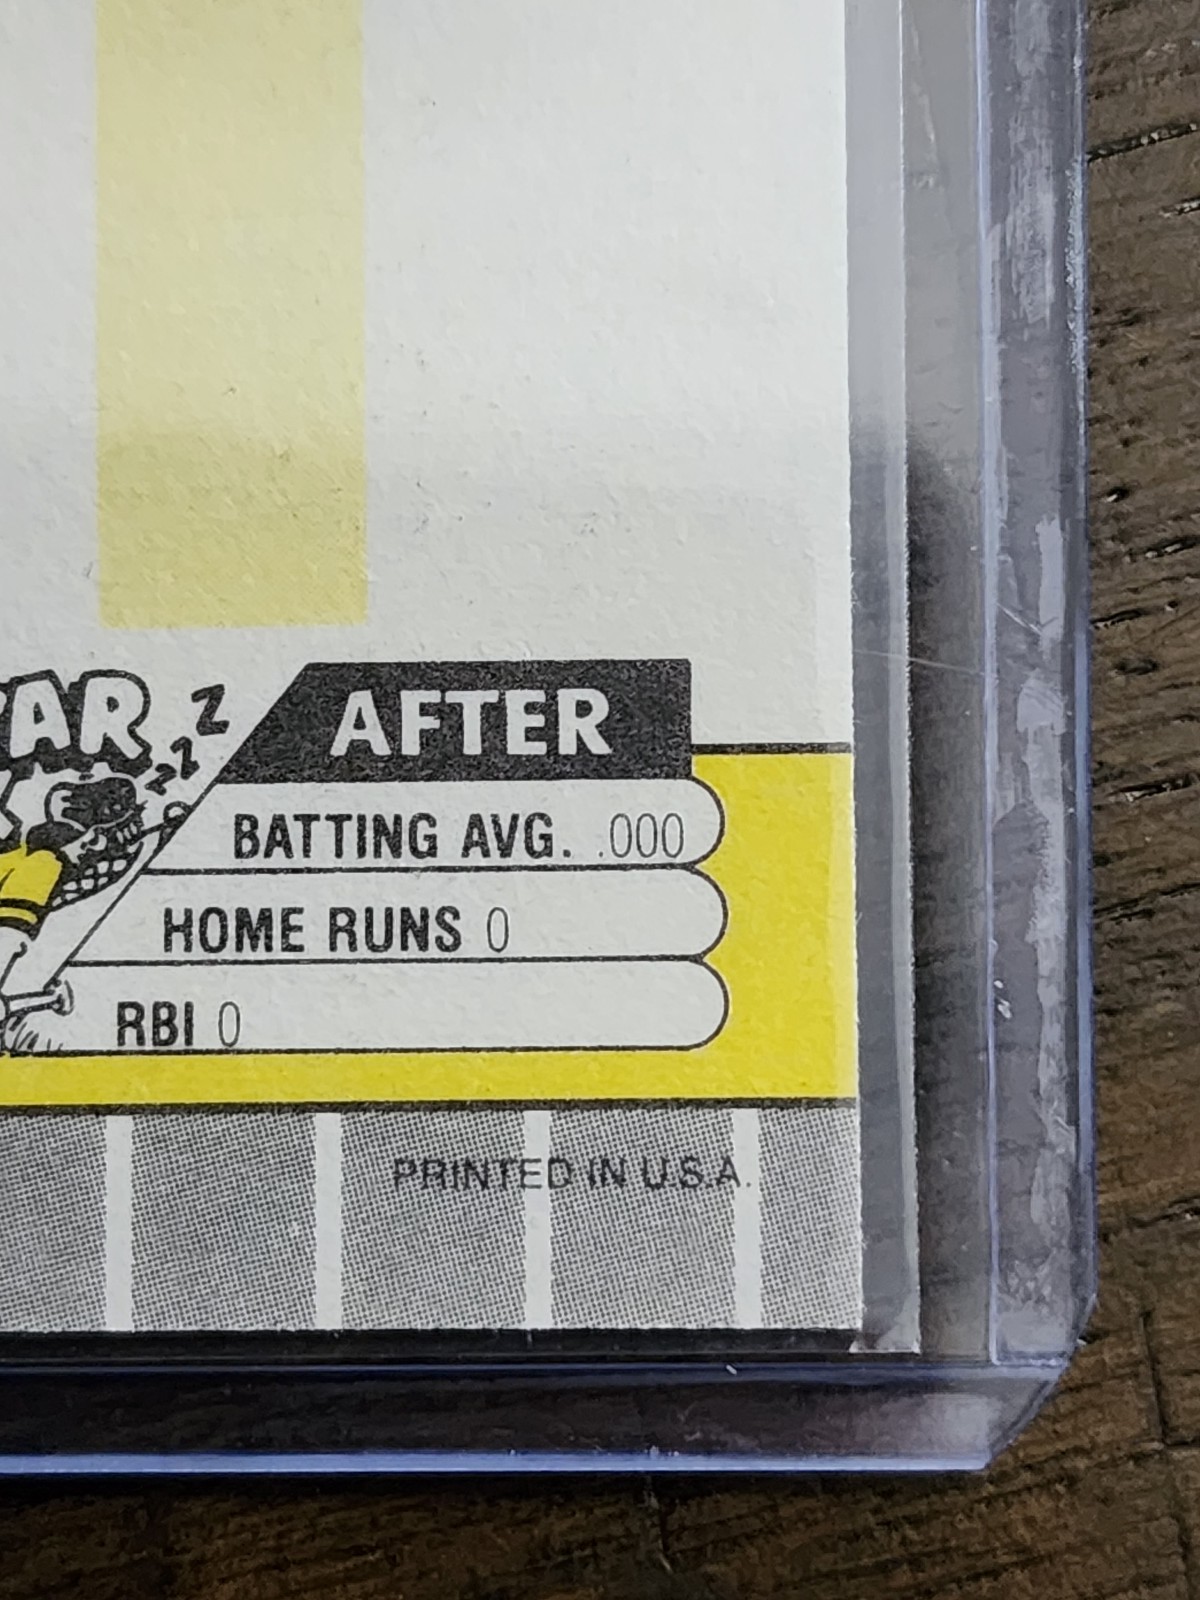 Z
Z
Z
AFTER
BATTING AVG. .000
HOME RUNS 0
RBI 0
PRINTED IN U.S.A.